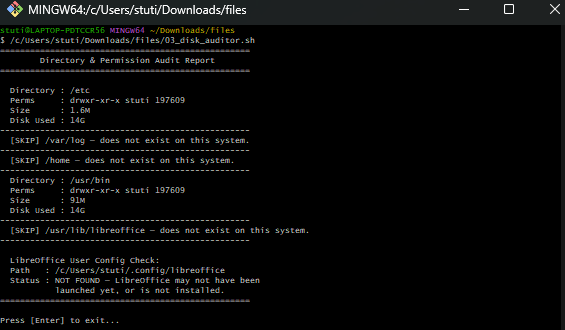 MINGW64:/c/Users/stuti/Downloads/files
stuti@LAPTOP-PDTCCR56 MINGW64 ~/Downloads/files
$ /c/Users/stuti/Downloads/files/03_disk_auditor.sh
==================================================
Directory & Permission Audit Report
==================================================
Directory : /etc
Perms : drwxr-xr-x stuti 197609
Size : 1.6M
Disk Used : 14G
--------------------------------------------------
[SKIP] /var/log — does not exist on this system.
--------------------------------------------------
[SKIP] /home — does not exist on this system.
--------------------------------------------------
Directory : /usr/bin
Perms : drwxr-xr-x stuti 197609
Size : 91M
Disk Used : 14G
--------------------------------------------------
[SKIP] /usr/lib/libreoffice — does not exist on this system.
--------------------------------------------------
LibreOffice User Config Check:
Path : /c/Users/stuti/.config/libreoffice
Status : NOT FOUND — LibreOffice may not have been
launched yet, or is not installed.
==================================================
Press [Enter] to exit...